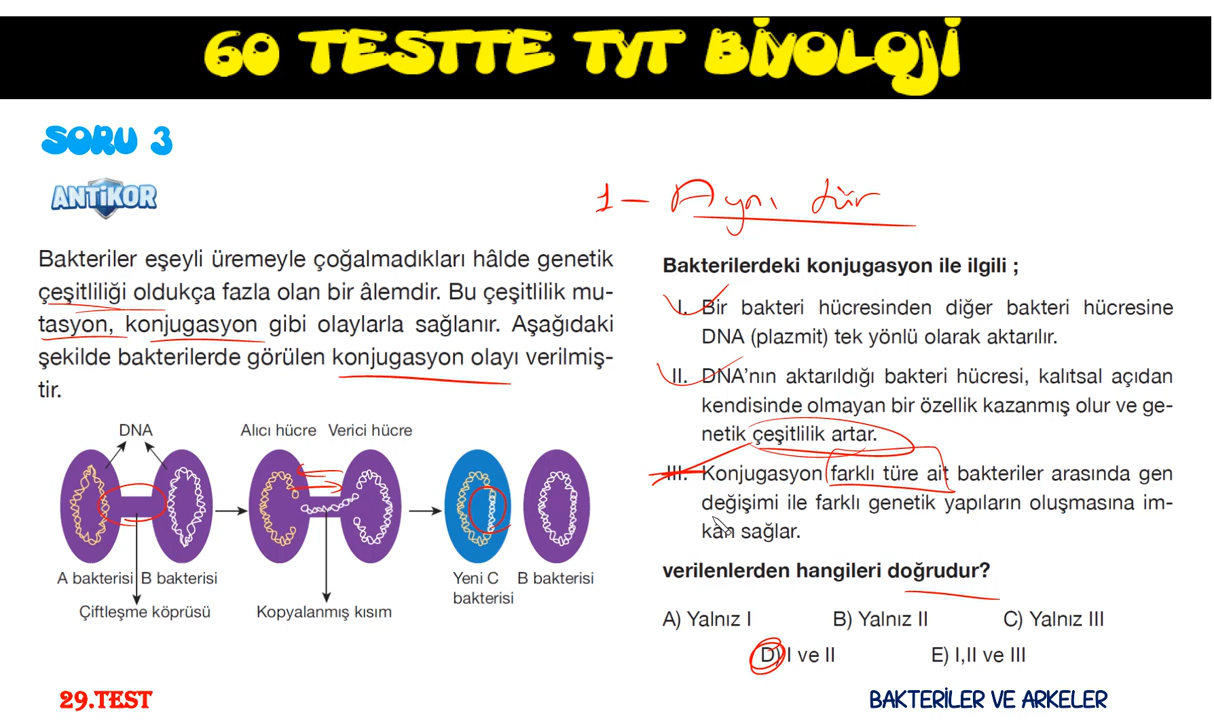 60 TESTTE TYT BİYOLOJİ
SORU 3
ANTİKOR
1- Aynı tür
Bakteriler eşeyli üremeyle çoğalmadıkları hâlde genetik
çeşitliliği oldukça fazla olan bir âlemdir. Bu çeşitlilik mu-
tasyon, konjugasyon gibi olaylarla sağlanır. Aşağıdaki
şekilde bakterilerde görülen konjugasyon olayı verilmiş-
tir.
DNA
Alıcı hücre Verici hücre
A bakterisi B bakterisi
Çiftleşme köprüsü
Kopyalanmış kısım
Yeni C
bakterisi
B bakterisi
Bakterilerdeki konjugasyon ile ilgili ;
I. Bir bakteri hücresinden diğer bakteri hücresine
DNA (plazmit) tek yönlü olarak aktarılır.
II. DNA'nın aktarıldığı bakteri hücresi, kalıtsal açıdan
kendisinde olmayan bir özellik kazanmış olur ve ge-
netik çeşitlilik artar.
III. Konjugasyon farklı türe ait bakteriler arasında gen
değişimi ile farklı genetik yapıların oluşmasına im-
kân sağlar.
verilenlerden hangileri doğrudur?
A) Yalnız I B) Yalnız II C) Yalnız III
D) I ve II E) I,II ve III
29.TEST
BAKTERİLER VE ARKELER